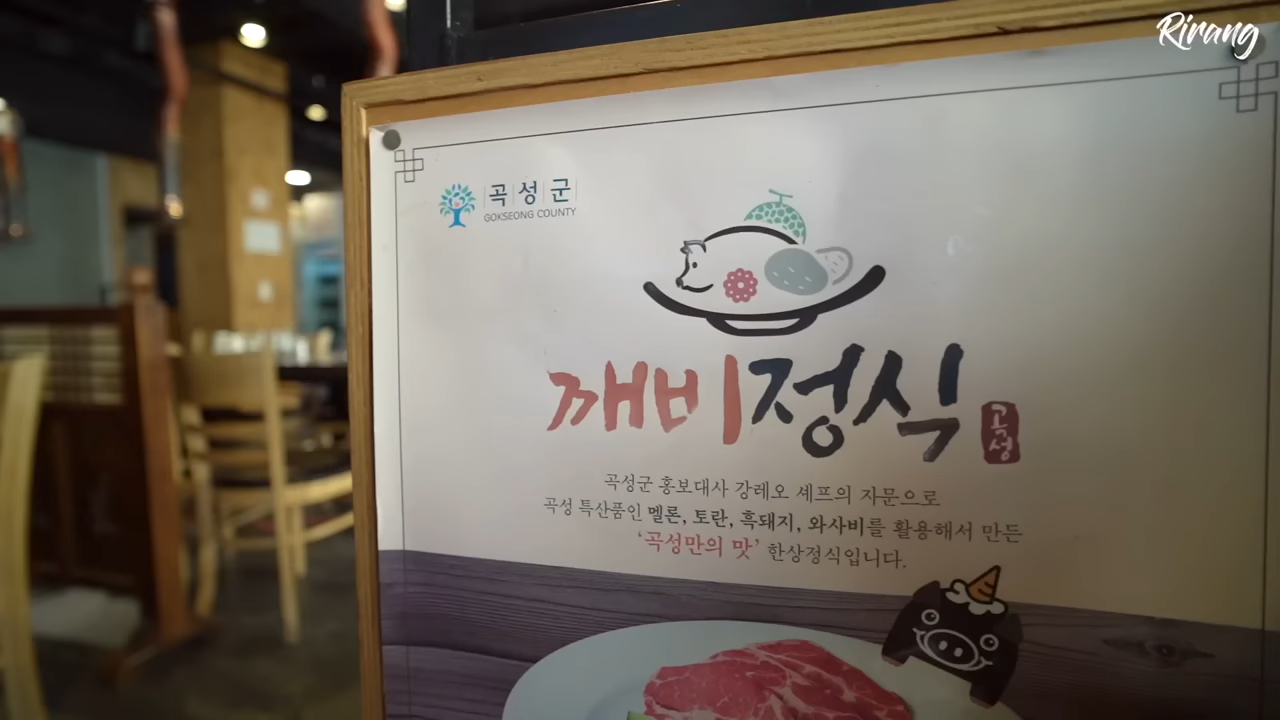 Rirang
곡성군
GOKSEONG COUNTY
깨비정식
곡성
곡성군 홍보대사 강레오 셰프의 자문으로
곡성 특산품인 멜론, 토란, 흑돼지, 와사비를 활용해서 만든
‘곡성만의 맛’ 한상정식입니다.